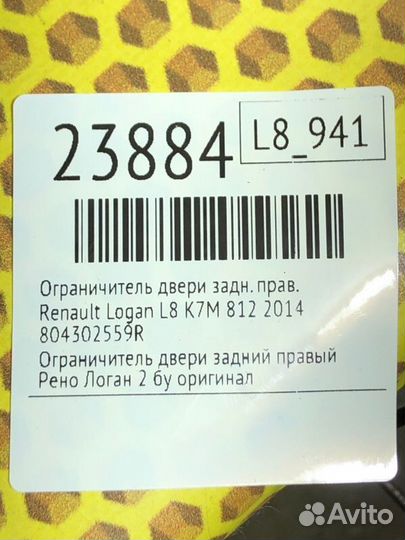 23884
L8_941
Ограничитель двери задн. прав.
Renault Logan L8 K7M 812 2014
804302559R
Ограничитель двери задний правый
Рено Логан 2 бу оригинал
Avito